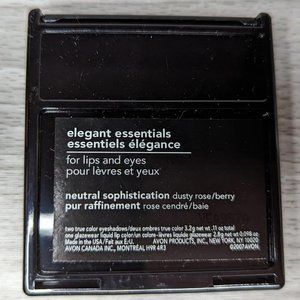 elegant essentials
essentiels élégance
for lips and eyes
pour lèvres et yeux
neutral sophistication dusty rose/berry
pur raffinement rose cendré/baie
two true color eyeshadows/deux ombres true color 3.2g net wt. .11 oz total
one glazewear liquid lip color/un colores-lèvres liquide glazewear 2.8g net wt 0.098 oz
Made in the USA/Fait aux É.U. AVON PRODUCTS, INC., NEW YORK, NY 10020
AVON CANADA INC., MONTREAL H9R 4R3 ©2007AVON.